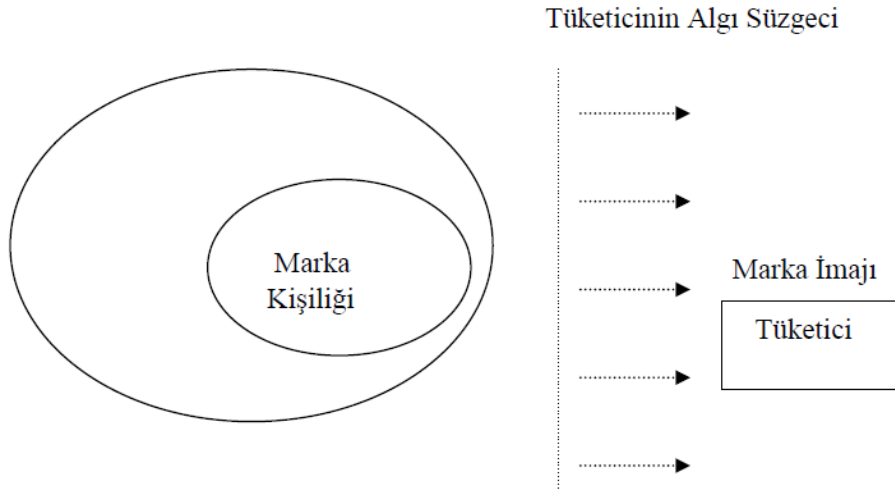 Tüketicinin Algı Süzgeci
Marka
Kişiliği
Marka İmajı
Tüketici